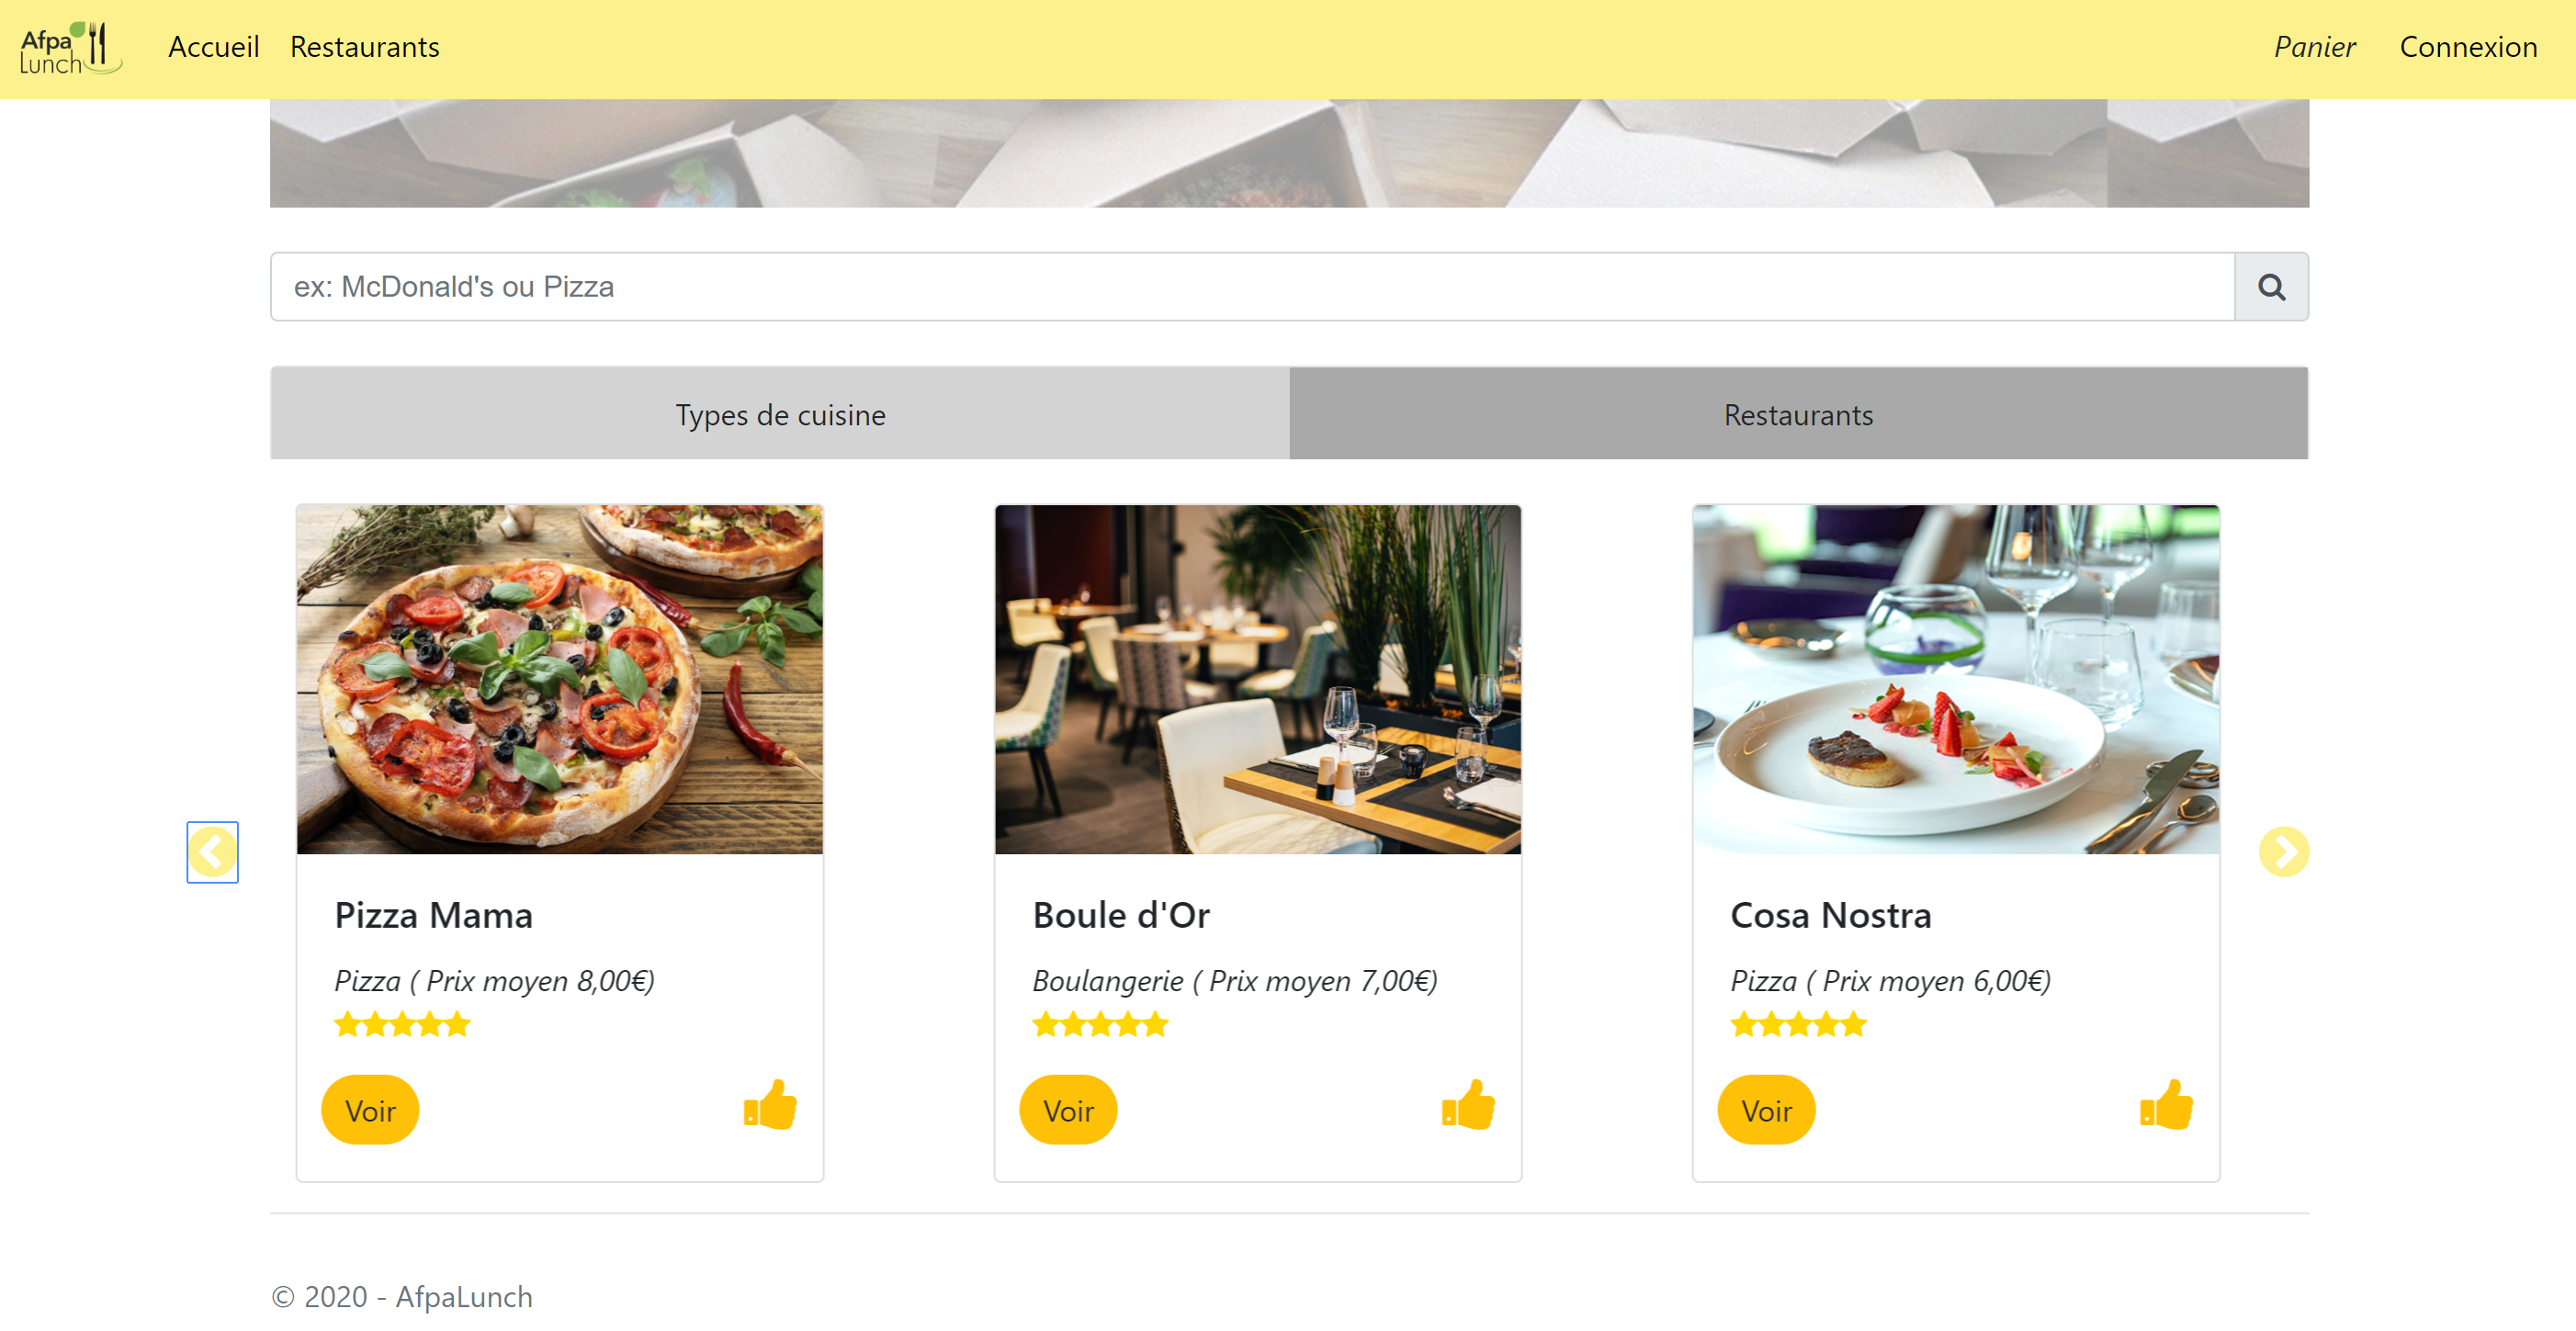 Afpa
Lunch
Accueil
Restaurants
Panier
Connexion
ex: McDonald's ou Pizza
Types de cuisine
Restaurants
Pizza Mama
Pizza ( Prix moyen 8,00€)
Voir
Boule d'Or
Boulangerie ( Prix moyen 7,00€)
Voir
Cosa Nostra
Pizza ( Prix moyen 6,00€)
Voir
© 2020 - AfpaLunch